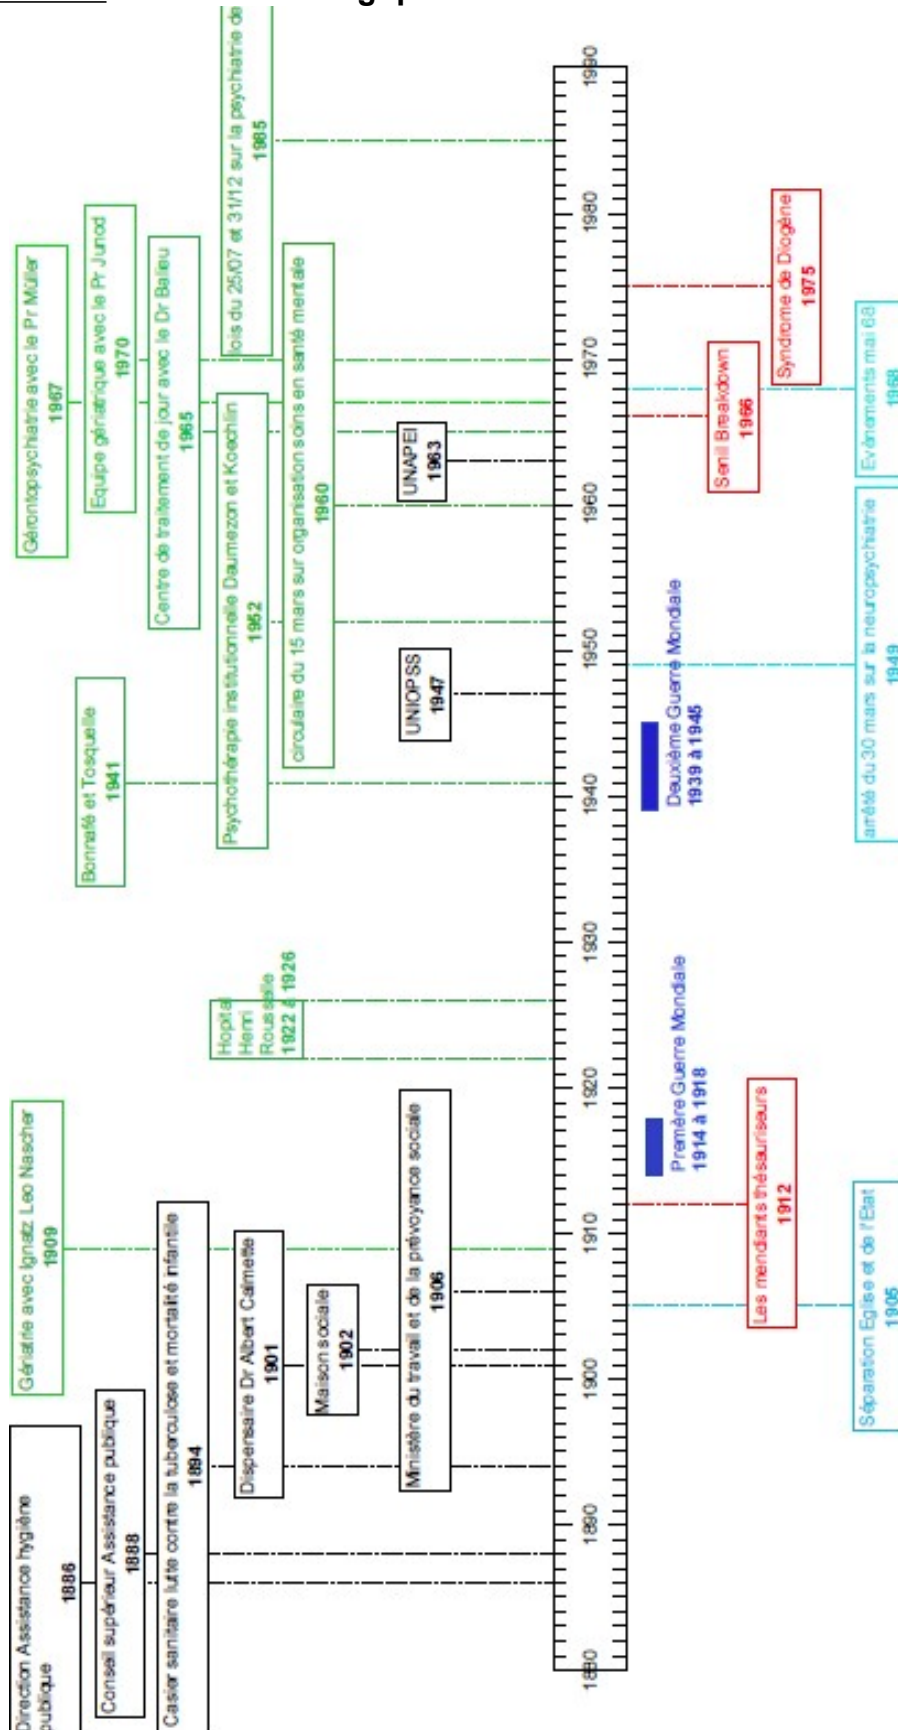 Direction Assistance hygiène
publique
1886
Conseil supérieur Assistance publique
1888
Casier sanitaire lutte contre la tuberculose et mortalité infantile
1894
Gériatrie avec Ignatz Leo Nascher
1909
Dispensaire Dr Albert Calmette
1901
Maison sociale
1902
Ministère du travail et de la prévoyance sociale
1906
Hopital
Henri
Rousselle
1922 à 1926
Bonnafé et Tosquelle
1941
Psychothérapie institutionnelle Daumezon et Koechlin
1952
circulaire du 15 mars sur organisation soins en santé mentale
1960
UNIOPSS
1947
UNAPEI
1963
Gérontopsychiatrie avec le Pr Müller
1967
Equipe gériatrique avec le Pr Junod
1970
Centre de traitement de jour avec le Dr Balieu
1965
lois du 25/07 et 31/12 sur la psychiatrie de
1985
1880
1890
1900
1910
1920
1930
1940
1950
1960
1970
1980
1990
Première Guerre Mondiale
1914 à 1918
Deuxième Guerre Mondiale
1939 à 1945
Les mendiants thésauriseurs
1912
Senil Breakdown
1966
Syndrome de Diogène
1975
Séparation Eglise et de l'Etat
1905
arrêté du 30 mars sur la neuropsychiatrie
1949
Evénements mai 68
1968